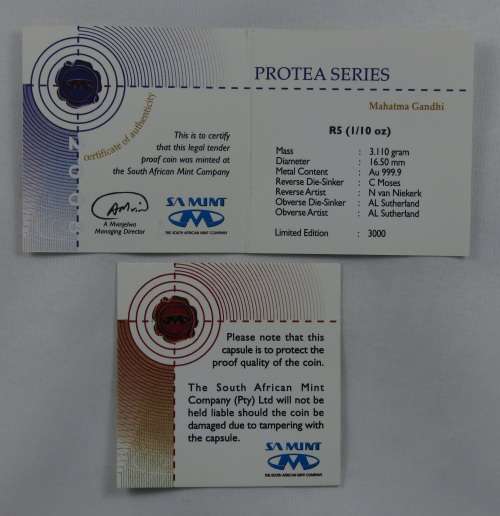 certificate of authenticity
This is to certify
that this legal tender
proof coin was minted at
the South African Mint Company
A Mvinjelwa
Managing Director
SA MINT
THE SOUTH AFRICAN MINT COMPANY
PROTEA SERIES
Mahatma Gandhi
R5 (1/10 oz)
Mass : 3.110 gram
Diameter : 16.50 mm
Metal Content : Au 999.9
Reverse Die-Sinker : C Moses
Reverse Artist : N van Niekerk
Obverse Die-Sinker : AL Sutherland
Obverse Artist : AL Sutherland
Limited Edition : 3000
Please note that this
capsule is to protect the
proof quality of the coin.
The South African Mint
Company (Pty) Ltd will not be
held liable should the coin be
damaged due to tampering with
the capsule.
SA MINT
THE SOUTH AFRICAN MINT COMPANY